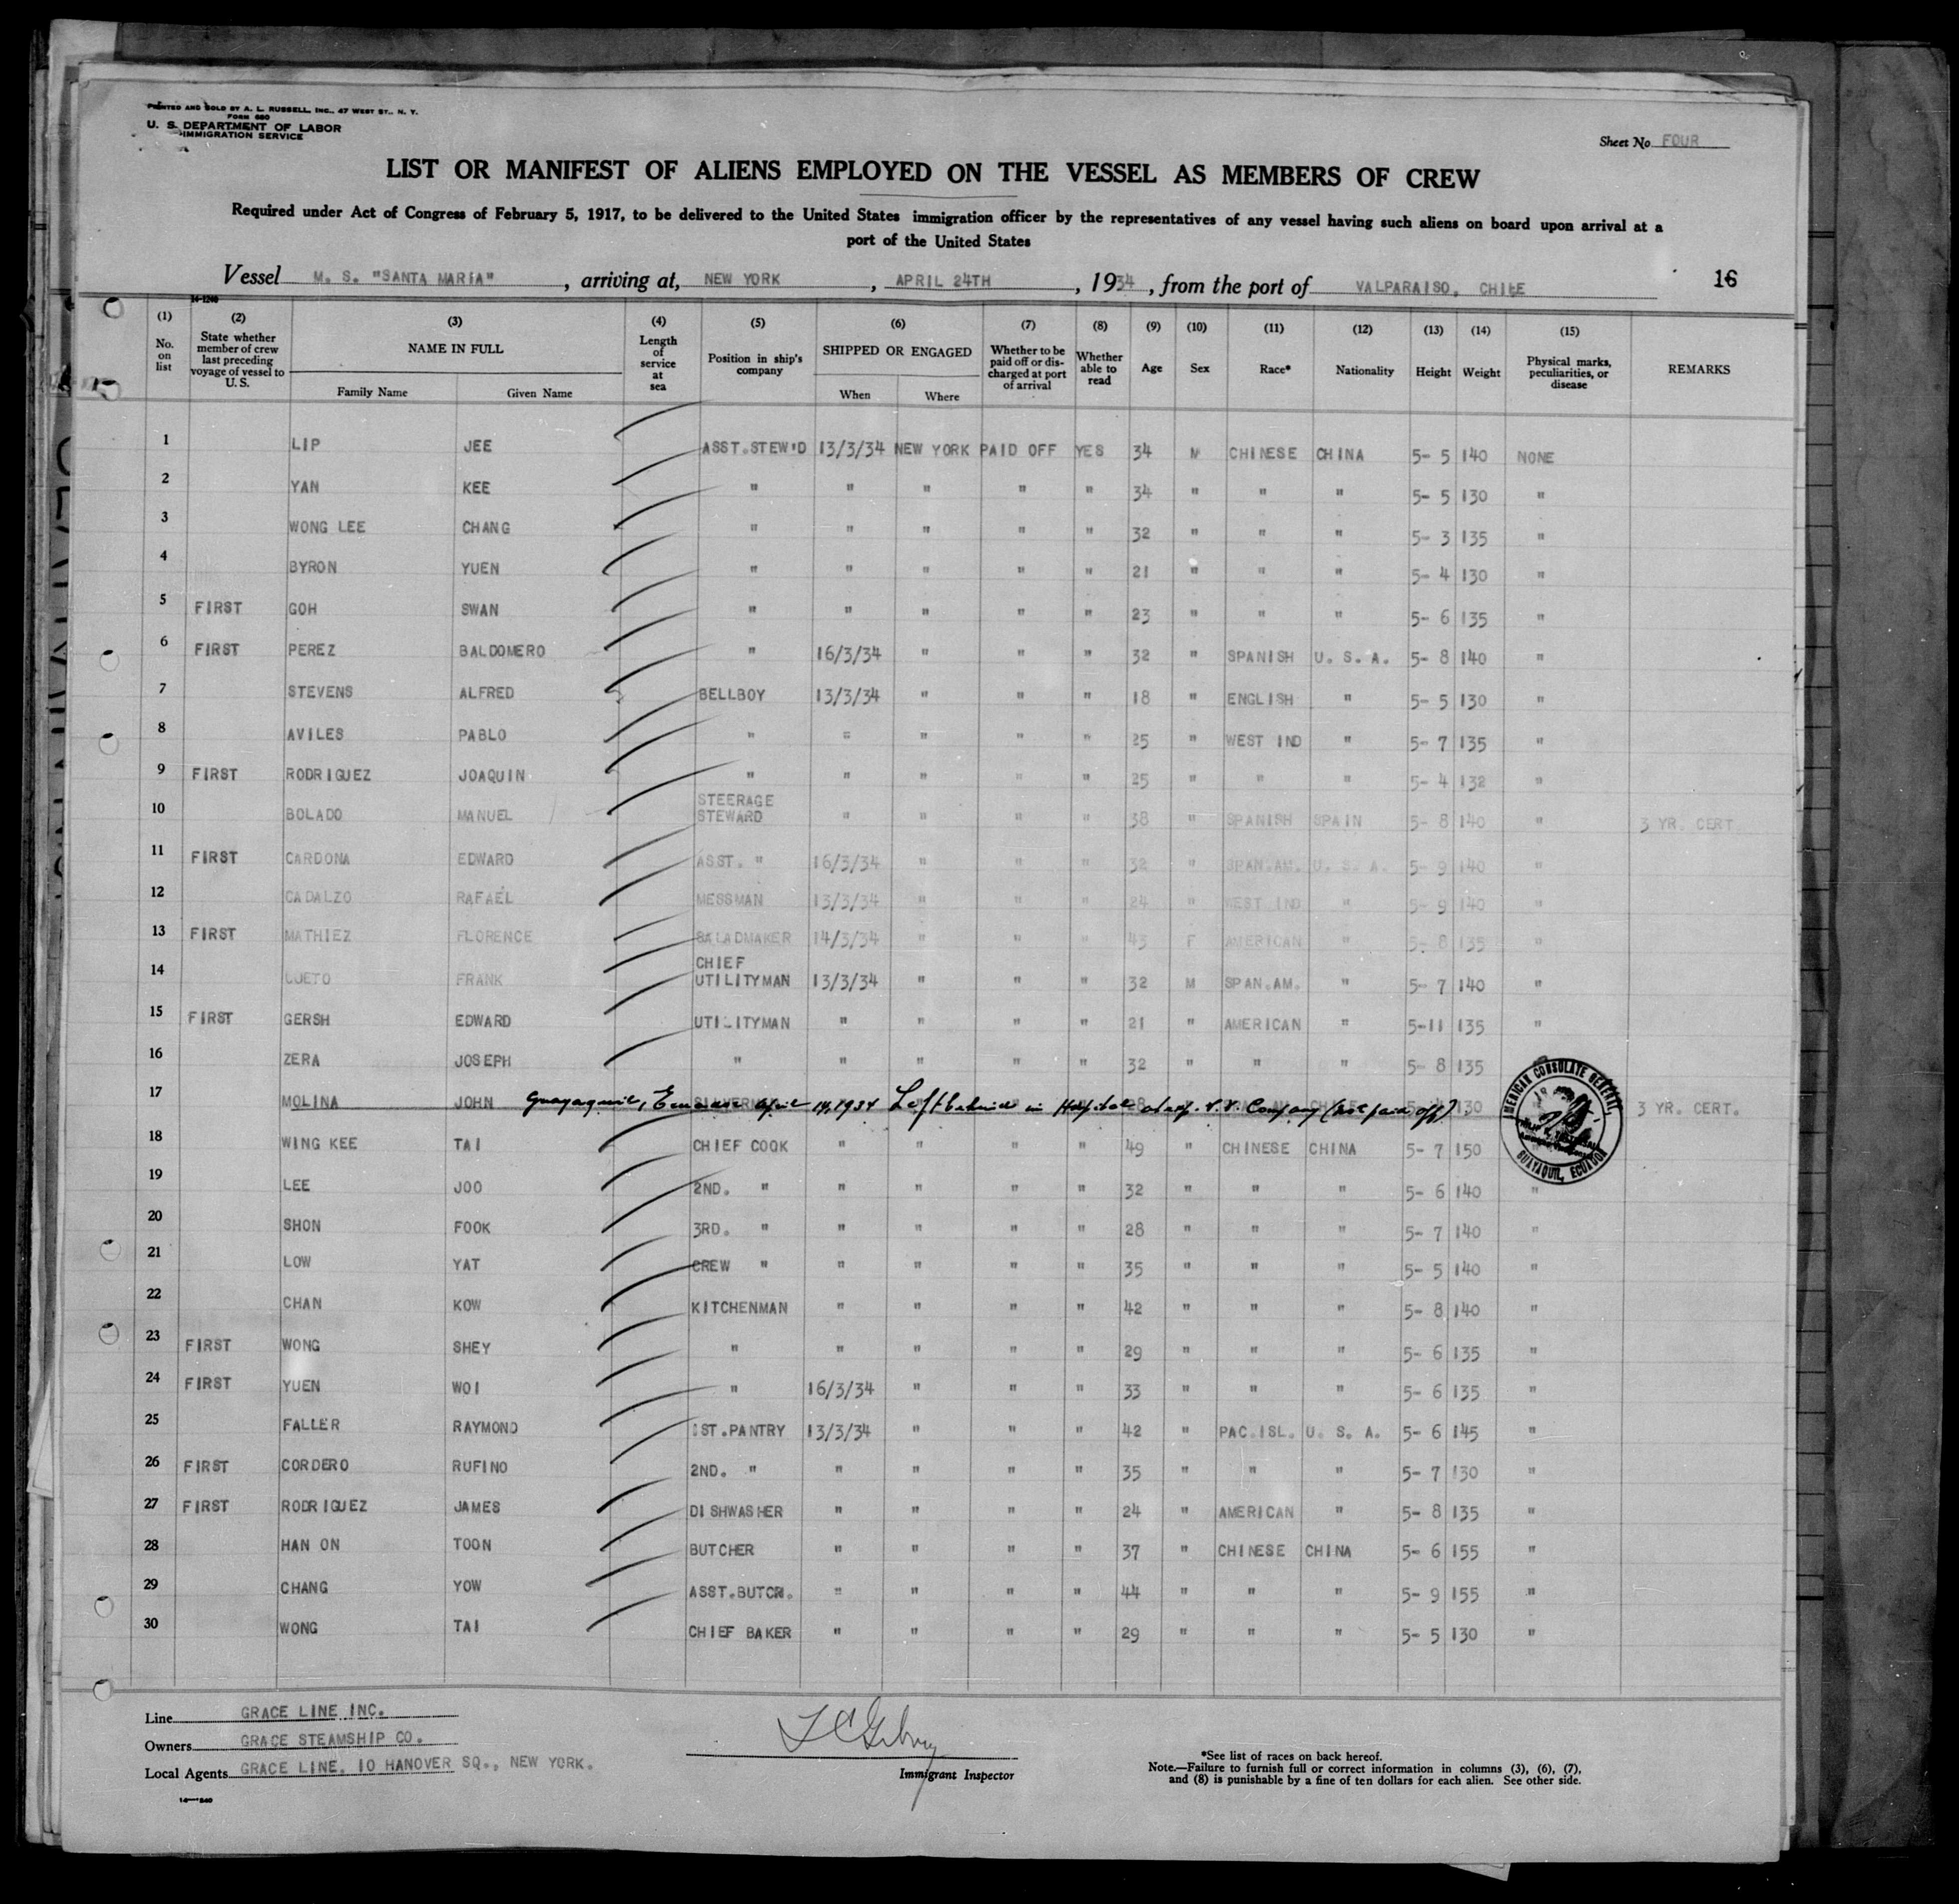 PRINTED AND SOLD BY A. L. RUSSELL, INC., 47 WEST ST., N. Y.
FORM 680
U. S. DEPARTMENT OF LABOR
IMMIGRATION SERVICE
Sheet No. FOUR
LIST OR MANIFEST OF ALIENS EMPLOYED ON THE VESSEL AS MEMBERS OF CREW
Required under Act of Congress of February 5, 1917, to be delivered to the United States immigration officer by the representatives of any vessel having such aliens on board upon arrival at a
port of the United States
Vessel M. S. "SANTA MARIA", arriving at, NEW YORK, APRIL 24TH, 1934, from the port of VALPARAISO, CHILE 16
14-1240
(1) No. on list (2) State whether member of crew last preceding voyage of vessel to U. S. (3) NAME IN FULL Family Name Given Name (4) Length of service at sea (5) Position in ship's company (6) SHIPPED OR ENGAGED When Where (7) Whether to be paid off or discharged at port of arrival (8) Whether able to read (9) Age (10) Sex (11) Race* (12) Nationality (13) Height (14) Weight (15) Physical marks, peculiarities, or disease REMARKS
1 LIP JEE ASST.STEW'D 13/3/34 NEW YORK PAID OFF YES 34 M CHINESE CHINA 5- 5 140 NONE
2 YAN KEE " " " " " 34 " " " 5- 5 130 "
3 WONG LEE CHANG " " " " " 32 " " " 5- 3 135 "
4 BYRON YUEN " " " " " 21 " " " 5- 4 130 "
5 FIRST GOH SWAN " " " " " 23 " " " 5- 6 135 "
6 FIRST PEREZ BALDOMERO " 16/3/34 " " " 32 " SPANISH U. S. A. 5- 8 140 "
7 STEVENS ALFRED BELLBOY 13/3/34 " " " 18 " ENGLISH " 5- 5 130 "
8 AVILES PABLO " " " " " 25 " WEST IND " 5- 7 135 "
9 FIRST RODRIGUEZ JOAQUIN " " " " " 25 " " " 5- 4 132 "
10 BOLADO MANUEL STEERAGE STEWARD " " " " 38 " SPANISH SPAIN 5- 8 140 " 3 YR. CERT
11 FIRST CARDONA EDWARD ASST. " 16/3/34 " " " 32 " SPAN.AM. U. S. A. 5- 9 140 "
12 CADALZO RAFAEL MESSMAN 13/3/34 " " " 24 " WEST IND " 5- 9 140 "
13 FIRST MATHIEZ FLORENCE SALADMAKER 14/3/34 " " " 43 F AMERICAN " 5- 8 135 "
14 FRANK CHIEF UTILITYMAN 13/3/34 " " " 32 M SPAN.AM. " 5- 7 140 "
15 FIRST GERSH EDWARD UTILITYMAN " " " " 21 " AMERICAN " 5-11 135 "
16 ZERA JOSEPH " " " " " 32 " " " 5- 8 135
17 MOLINA JOHN Guayaquil, Ecuador April 14, 1934 Left behind in Hospital Company (not paid off). 130 3 YR. CERT.
AMERICAN CONSULATE GENERAL
GUAYAQUIL, ECUADOR
18 WING KEE TAI CHIEF COOK " " " " 49 " CHINESE CHINA 5- 7 150
19 LEE JOO 2ND. " " " " " 32 " " " 5- 6 140 "
20 SHON FOOK 3RD. " " " " " 28 " " " 5- 7 140 "
21 LOW YAT CREW " " " " " 35 " " " 5- 5 140 "
22 CHAN KOW KITCHENMAN " " " " 42 " " " 5- 8 140 "
23 FIRST WONG SHEY " " " " " 29 " " " 5- 6 135 "
24 FIRST YUEN WOI " 16/3/34 " " " 33 " " " 5- 6 135 "
25 FALLER RAYMOND 1ST.PANTRY 13/3/34 " " " 42 " PAC.ISL. U. S. A. 5- 6 145 "
26 FIRST CORDERO RUFINO 2ND. " " " " " 35 " " " 5- 7 130 "
27 FIRST RODRIGUEZ JAMES DISHWASHER " " " " 24 " AMERICAN " 5- 8 135 "
28 HAN ON TOON BUTCHER " " " " 37 " CHINESE CHINA 5- 6 155 "
29 CHANG YOW ASST.BUTCH. " " " " 44 " " " 5- 9 155 "
30 WONG TAI CHIEF BAKER " " " " 29 " " " 5- 5 130 "
Line GRACE LINE INC.
Owners GRACE STEAMSHIP CO.
Local Agents GRACE LINE, 10 HANOVER SQ., NEW YORK.
Immigrant Inspector
*See list of races on back hereof.
Note.—Failure to furnish full or correct information in columns (3), (6), (7),
and (8) is punishable by a fine of ten dollars for each alien. See other side.